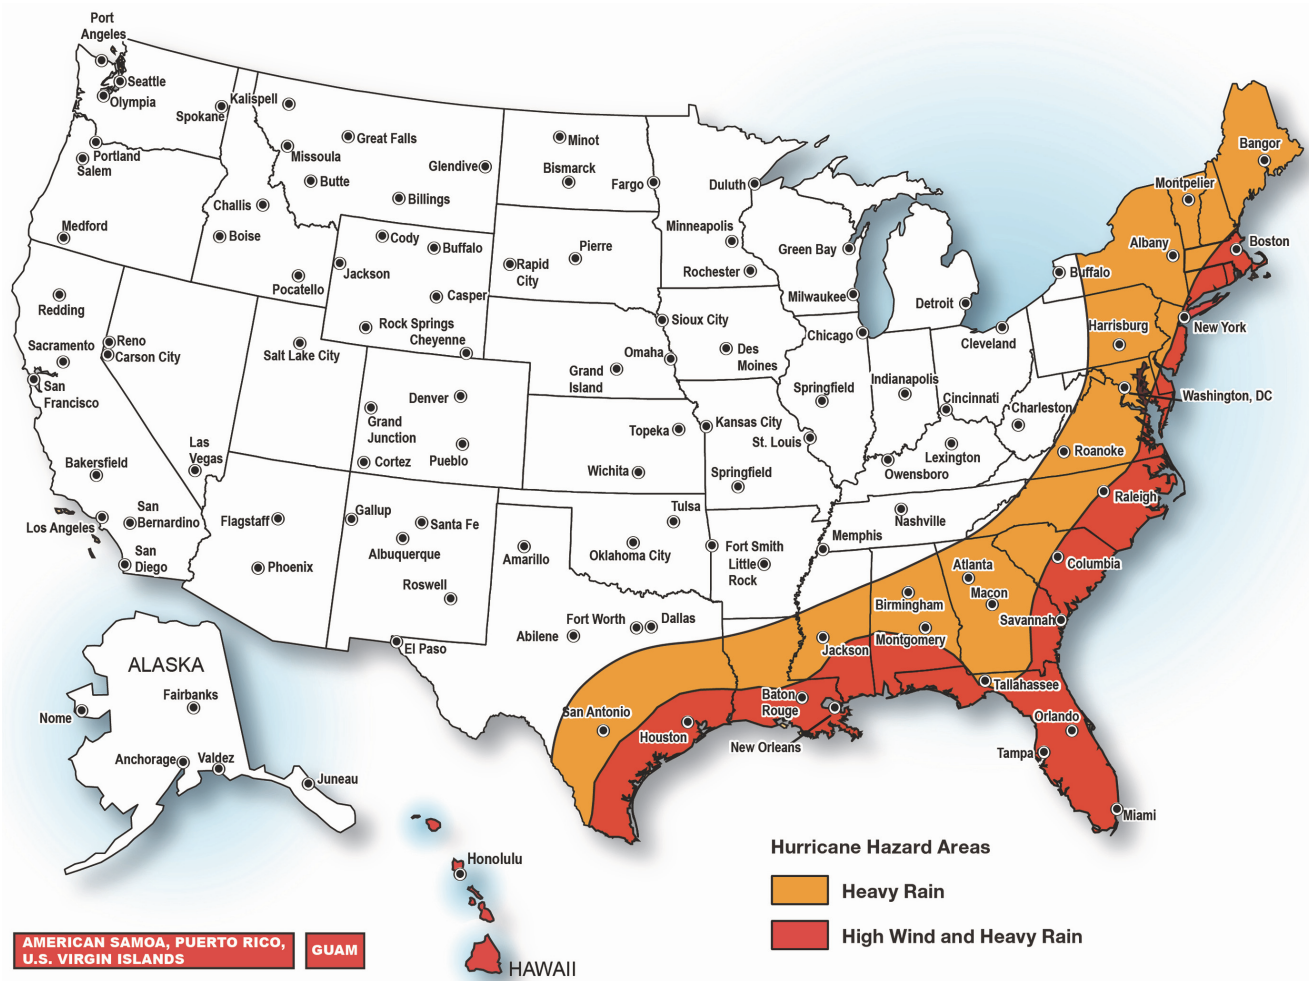 Port
Angeles
Seattle
Olympia
Spokane
Kalispell
Portland
Salem
Medford
Great Falls
Missoula
Butte
Glendive
Billings
Challis
Boise
Pocatello
Minot
Bismarck
Fargo
Duluth
Minneapolis
Rochester
Green Bay
Milwaukee
Chicago
Detroit
Cleveland
Buffalo
Albany
Montpelier
Bangor
Boston
New York
Harrisburg
Washington, DC
Cody
Buffalo
Jackson
Casper
Rock Springs
Cheyenne
Rapid
City
Pierre
Sioux City
Omaha
Grand
Island
Des
Moines
Redding
Sacramento
San
Francisco
Reno
Carson City
Salt Lake City
Las
Vegas
Bakersfield
Los Angeles
San
Bernardino
San
Diego
Denver
Grand
Junction
Cortez
Pueblo
Topeka
Wichita
Kansas City
St. Louis
Springfield
Springfield
Indianapolis
Cincinnati
Charleston
Lexington
Owensboro
Roanoke
Raleigh
Nashville
Memphis
Flagstaff
Phoenix
Gallup
Santa Fe
Albuquerque
Roswell
Amarillo
Tulsa
Oklahoma City
Fort Smith
Little
Rock
El Paso
Abilene
Fort Worth
Dallas
San Antonio
Houston
Baton
Rouge
New Orleans
Jackson
Birmingham
Montgomery
Atlanta
Macon
Savannah
Columbia
Tallahassee
Orlando
Tampa
Miami
ALASKA
Fairbanks
Nome
Anchorage
Valdez
Juneau
Honolulu
HAWAII
AMERICAN SAMOA, PUERTO RICO,
U.S. VIRGIN ISLANDS
GUAM
Hurricane Hazard Areas
Heavy Rain
High Wind and Heavy Rain